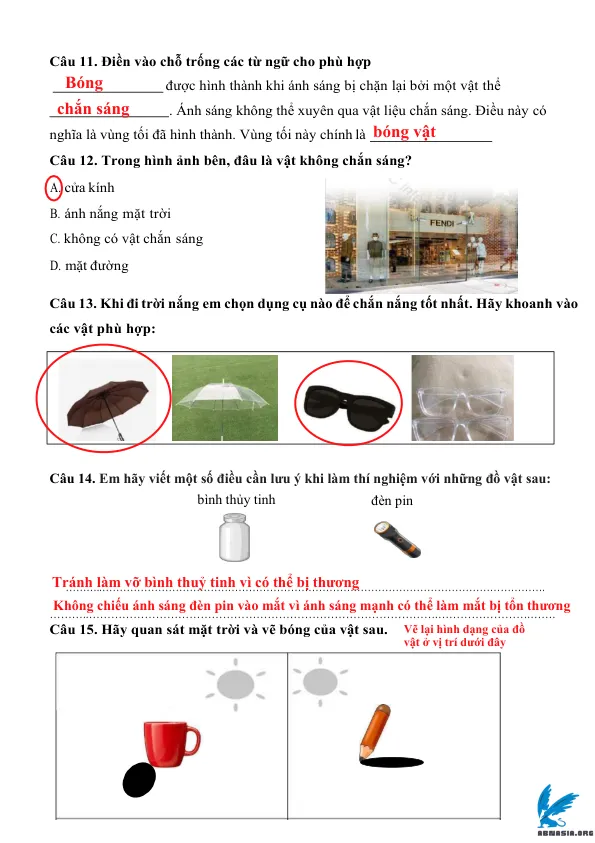 Câu 11. Điền vào chỗ trống các từ ngữ cho phù hợp
Bóng được hình thành khi ánh sáng bị chặn lại bởi một vật thể
chắn sáng. Ánh sáng không thể xuyên qua vật liệu chắn sáng. Điều này có
nghĩa là vùng tối đã hình thành. Vùng tối này chính là bóng vật
Câu 12. Trong hình ảnh bên, đâu là vật không chắn sáng?
A. cửa kính
B. ánh nắng mặt trời
C. không có vật chắn sáng
D. mặt đường
FENDI
Câu 13. Khi đi trời nắng em chọn dụng cụ nào để chắn nắng tốt nhất. Hãy khoanh vào
các vật phù hợp:
Câu 14. Em hãy viết một số điều cần lưu ý khi làm thí nghiệm với những đồ vật sau:
bình thủy tinh đèn pin
Tránh làm vỡ bình thuỷ tinh vì có thể bị thương
Không chiếu ánh sáng đèn pin vào mắt vì ánh sáng mạnh có thể làm mắt bị tổn thương
Câu 15. Hãy quan sát mặt trời và vẽ bóng của vật sau. Vẽ lại hình dạng của đồ
vật ở vị trí dưới đây
ABNASIA.ORG